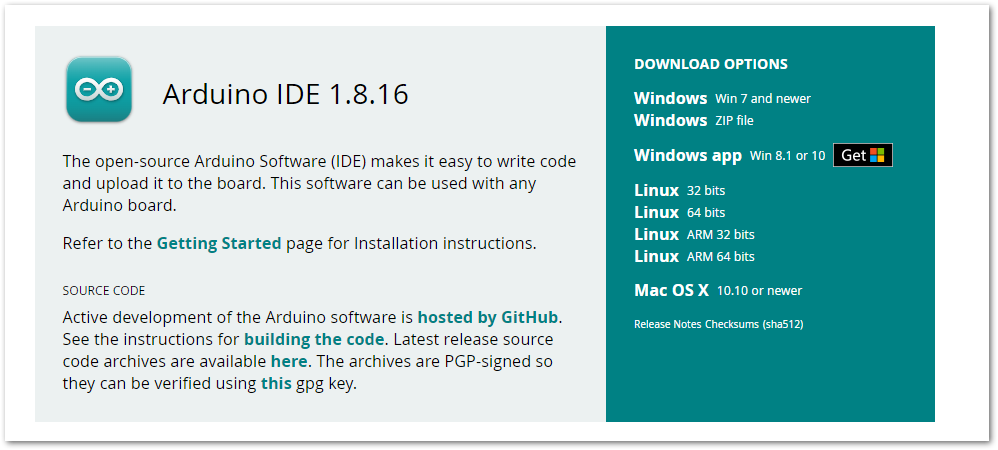 Arduino IDE 1.8.16
The open-source Arduino Software (IDE) makes it easy to write code
and upload it to the board. This software can be used with any
Arduino board.
Refer to the Getting Started page for Installation instructions.
SOURCE CODE
Active development of the Arduino software is hosted by GitHub.
See the instructions for building the code. Latest release source
code archives are available here. The archives are PGP-signed so
they can be verified using this gpg key.
DOWNLOAD OPTIONS
Windows Win 7 and newer
Windows ZIP file
Windows app Win 8.1 or 10 Get
Linux 32 bits
Linux 64 bits
Linux ARM 32 bits
Linux ARM 64 bits
Mac OS X 10.10 or newer
Release Notes Checksums (sha512)